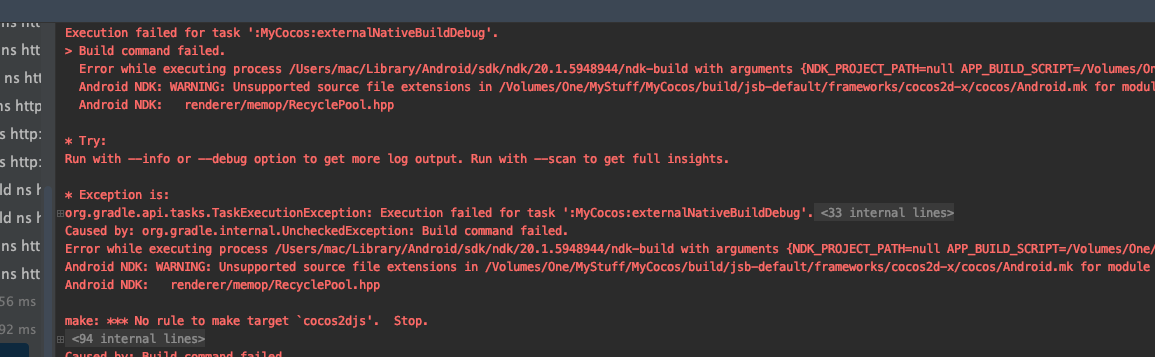 ns htt
ns htt
ns htt
ns http
s http:
s http:
ld ns h
ld ns h
ns htt
ns htt
56 ms
92 ms
Execution failed for task ':MyCocos:externalNativeBuildDebug'.
> Build command failed.
Error while executing process /Users/mac/Library/Android/sdk/ndk/20.1.5948944/ndk-build with arguments {NDK_PROJECT_PATH=null APP_BUILD_SCRIPT=/Volumes/On
Android NDK: WARNING: Unsupported source file extensions in /Volumes/One/MyStuff/MyCocos/build/jsb-default/frameworks/cocos2d-x/cocos/Android.mk for modul
Android NDK:   renderer/memop/RecyclePool.hpp
* Try:
Run with --info or --debug option to get more log output. Run with --scan to get full insights.
* Exception is:
org.gradle.api.tasks.TaskExecutionException: Execution failed for task ':MyCocos:externalNativeBuildDebug'. <33 internal lines>
Caused by: org.gradle.internal.UncheckedException: Build command failed.
Error while executing process /Users/mac/Library/Android/sdk/ndk/20.1.5948944/ndk-build with arguments {NDK_PROJECT_PATH=null APP_BUILD_SCRIPT=/Volumes/One/
Android NDK: WARNING: Unsupported source file extensions in /Volumes/One/MyStuff/MyCocos/build/jsb-default/frameworks/cocos2d-x/cocos/Android.mk for module
Android NDK:   renderer/memop/RecyclePool.hpp
make: *** No rule to make target `cocos2djs'.  Stop.
<94 internal lines>
Caused by: Build command failed.